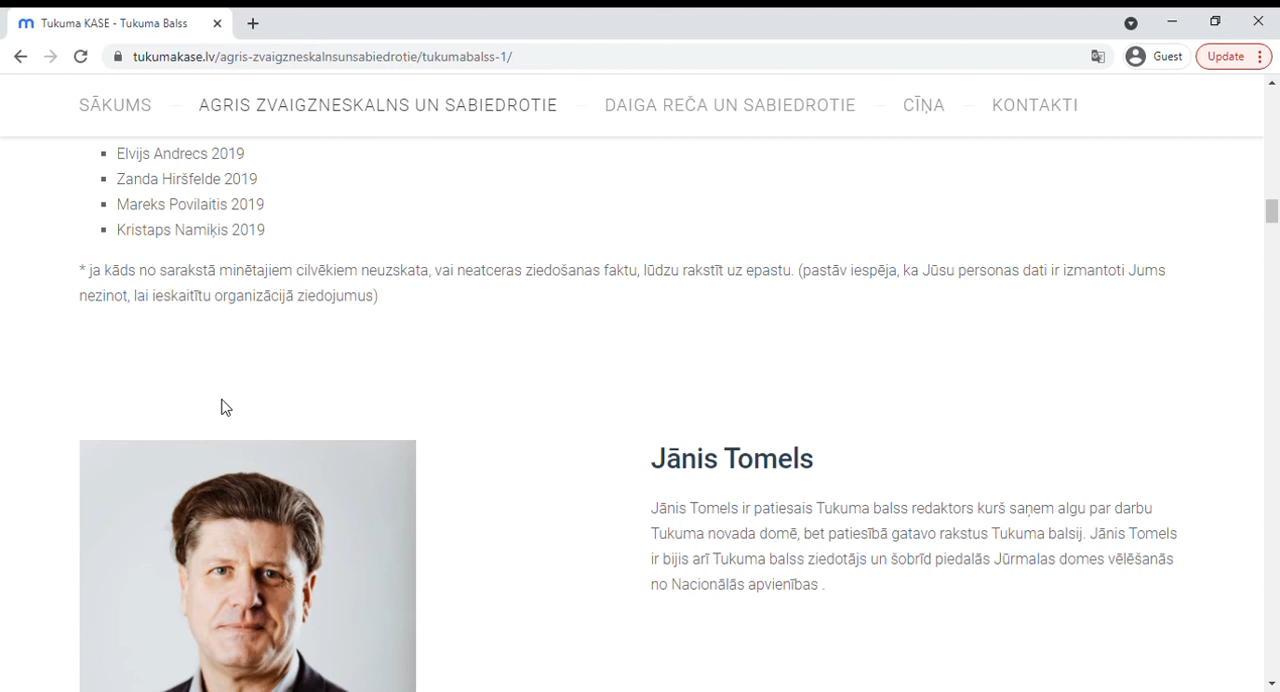 Tukuma KASE - Tukuma Balss
tukumakase.lv/agris-zvaigzneskalnsunsabiedrotie/tukumabalss-1/
Guest
Update
SĀKUMS — AGRIS ZVAIGZNESKALNS UN SABIEDROTIE — DAIGA REČA UN SABIEDROTIE — CĪŅA — KONTAKTI
Elvijs Andrecs 2019
Zanda Hiršfelde 2019
Mareks Povilaitis 2019
Kristaps Namiķis 2019
* ja kāds no sarakstā minētajiem cilvēkiem neuzskata, vai neatceras ziedošanas faktu, lūdzu rakstīt uz epastu. (pastāv iespēja, ka Jūsu personas dati ir izmantoti Jums
nezinot, lai ieskaitītu organizācijā ziedojumus)
Jānis Tomels
Jānis Tomels ir patiesais Tukuma balss redaktors kurš saņem algu par darbu
Tukuma novada domē, bet patiesībā gatavo rakstus Tukuma balsij. Jānis Tomels
ir bijis arī Tukuma balss ziedotājs un šobrīd piedalās Jūrmalas domes vēlēšanās
no Nacionālās apvienības .